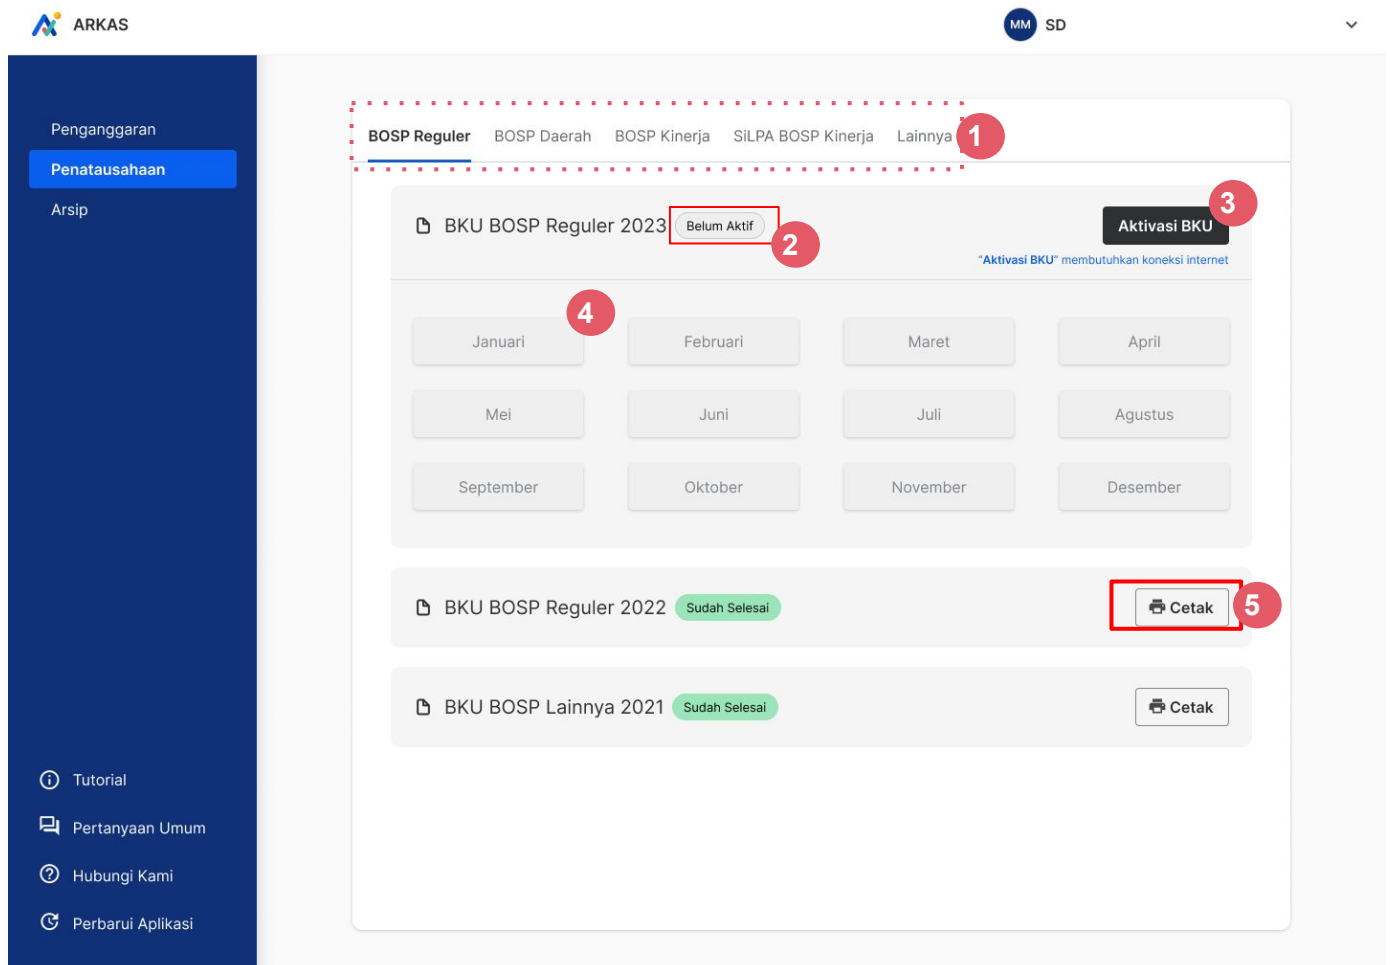 ARKAS
MM SD
Penganggaran
Penatausahaan
Arsip
BOSP Reguler BOSP Daerah BOSP Kinerja SiLPA BOSP Kinerja Lainnya 1
BKU BOSP Reguler 2023 Belum Aktif 2
Aktivasi BKU 3
"Aktivasi BKU" membutuhkan koneksi internet
4
Januari Februari Maret April
Mei Juni Juli Agustus
September Oktober November Desember
BKU BOSP Reguler 2022 Sudah Selesai Cetak 5
BKU BOSP Lainnya 2021 Sudah Selesai Cetak
Tutorial
Pertanyaan Umum
Hubungi Kami
Perbarui Aplikasi